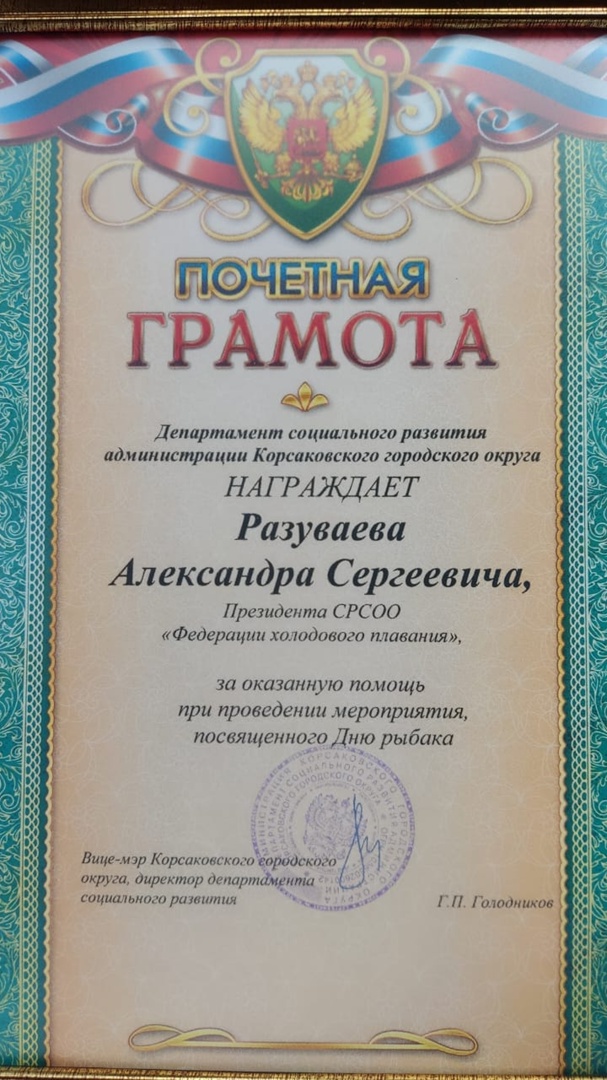 ПОЧЕТНАЯ
ГРАМОТА
Департамент социального развития
администрации Корсаковского городского округа
НАГРАЖДАЕТ
Разуваева
Александра Сергеевича,
Президента СРСОО
«Федерации холодового плавания»,
за оказанную помощь
при проведении мероприятия,
посвященного Дню рыбака
Вице-мэр Корсаковского городского
округа, директор департамента
социального развития
Г.П. Голодников